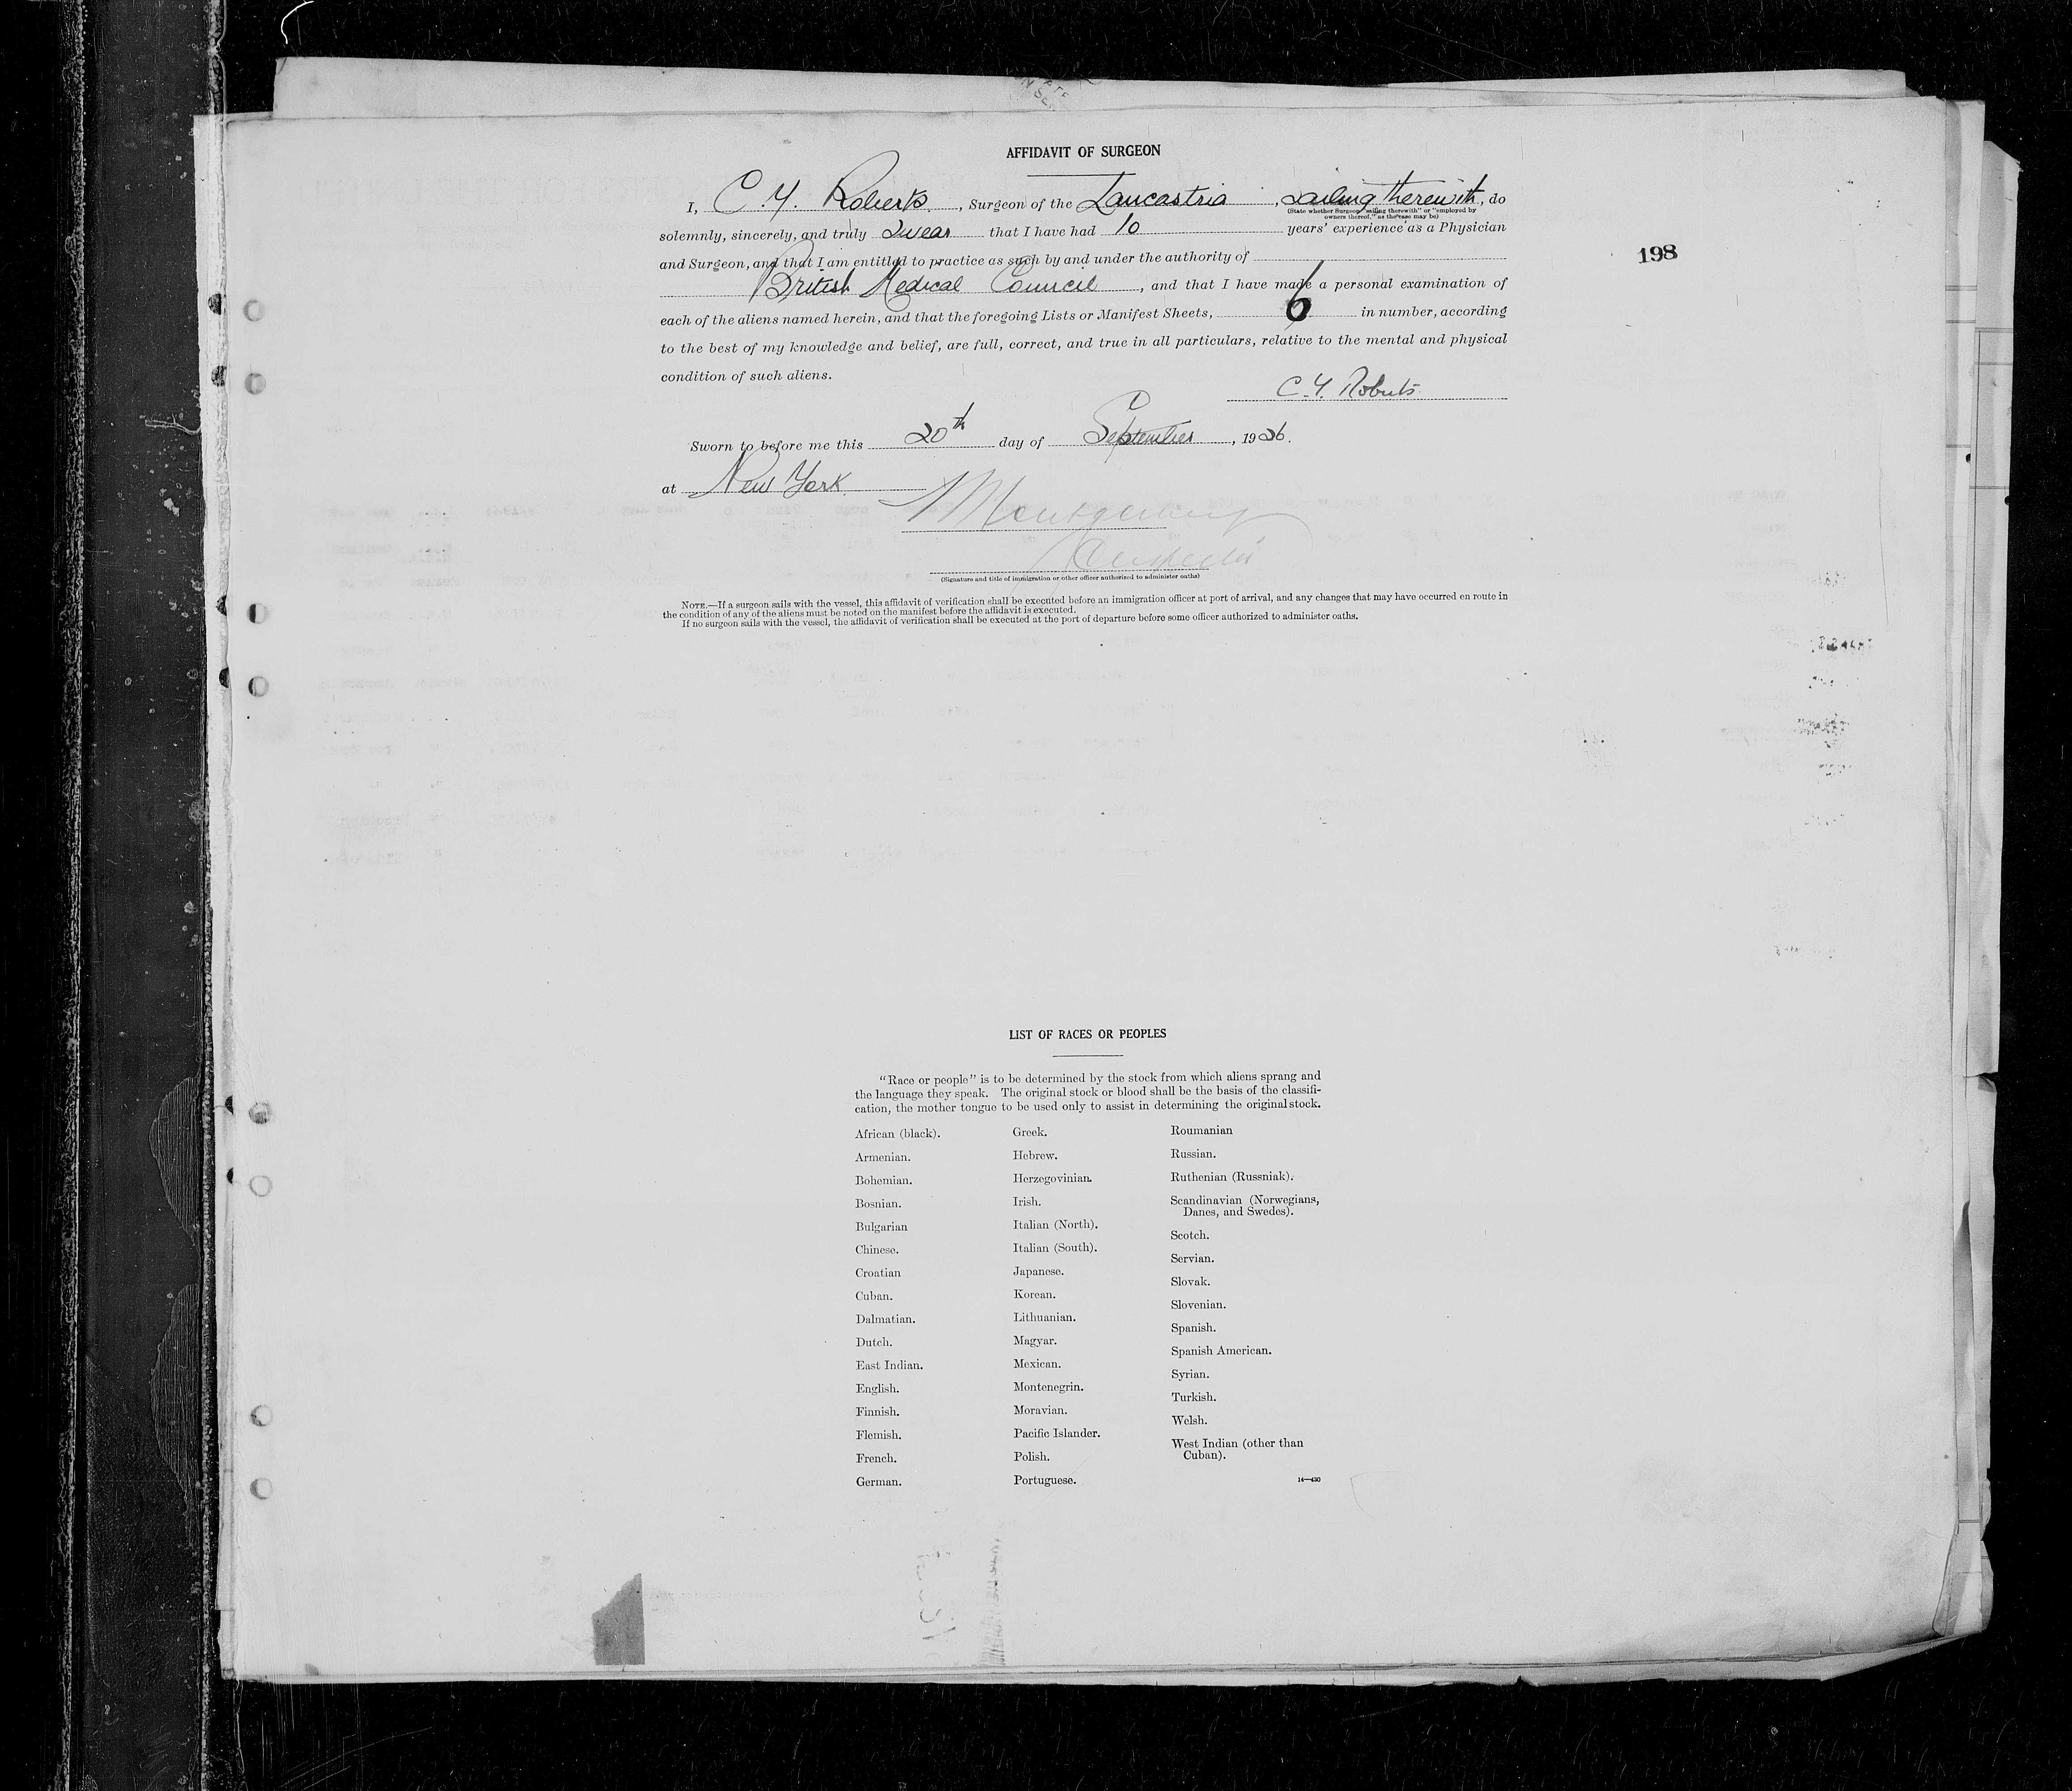 AFFIDAVIT OF SURGEON
I, C. Y. Roberts, Surgeon of the Lancastria, sailing therewith, do
(State whether Surgeon "sailing therewith" or "employed by
owners thereof," as the case may be)
solemnly, sincerely, and truly swear that I have had 10 years' experience as a Physician
and Surgeon, and that I am entitled to practice as such by and under the authority of
198
British Medical Council, and that I have made a personal examination of
each of the aliens named herein, and that the foregoing Lists or Manifest Sheets, 6 in number, according
to the best of my knowledge and belief, are full, correct, and true in all particulars, relative to the mental and physical
condition of such aliens.
C. Y. Roberts.
Sworn to before me this 20th day of September, 1926.
at New York.
Montgomery
Inspector
(Signature and title of immigration or other officer authorized to administer oaths)
NOTE.—If a surgeon sails with the vessel, this affidavit of verification shall be executed before an immigration officer at port of arrival, and any changes that may have occurred en route in
the condition of any of the aliens must be noted on the manifest before the affidavit is executed.
If no surgeon sails with the vessel, the affidavit of verification shall be executed at the port of departure before some officer authorized to administer oaths.
LIST OF RACES OR PEOPLES
"Race or people" is to be determined by the stock from which aliens sprang and
the language they speak. The original stock or blood shall be the basis of the classifi-
cation, the mother tongue to be used only to assist in determining the original stock.
African (black).
Armenian.
Bohemian.
Bosnian.
Bulgarian
Chinese.
Croatian
Cuban.
Dalmatian.
Dutch.
East Indian.
English.
Finnish.
Flemish.
French.
German.
Greek.
Hebrew.
Herzegovinian.
Irish.
Italian (North).
Italian (South).
Japanese.
Korean.
Lithuanian.
Magyar.
Mexican.
Montenegrin.
Moravian.
Pacific Islander.
Polish.
Portuguese.
Roumanian
Russian.
Ruthenian (Russniak).
Scandinavian (Norwegians,
Danes, and Swedes).
Scotch.
Servian.
Slovak.
Slovenian.
Spanish.
Spanish American.
Syrian.
Turkish.
Welsh.
West Indian (other than
Cuban).
14—430